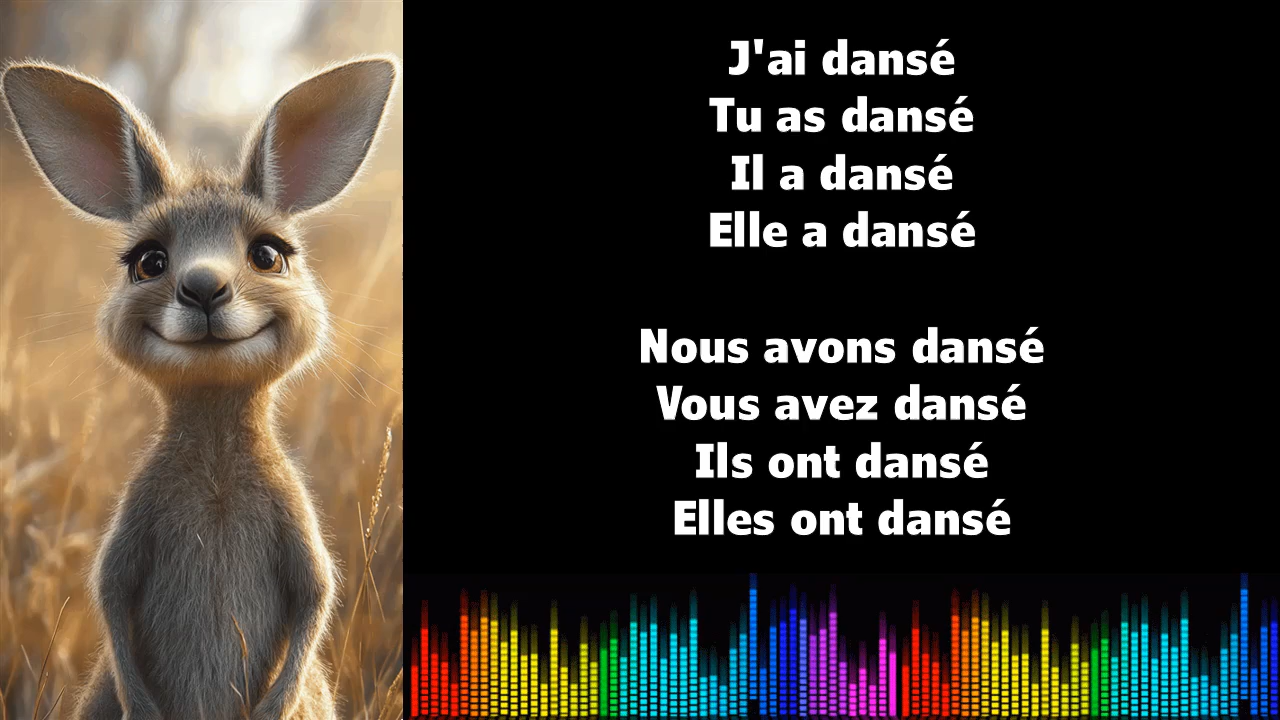 J'ai dansé
Tu as dansé
Il a dansé
Elle a dansé
Nous avons dansé
Vous avez dansé
Ils ont dansé
Elles ont dansé